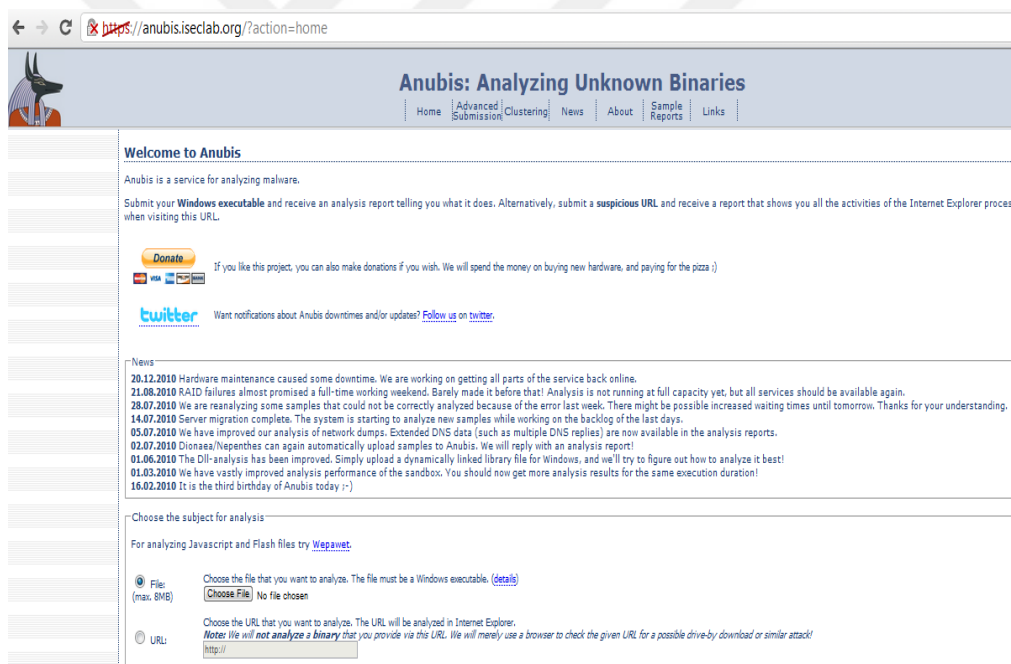 https://anubis.iseclab.org/?action=home
Anubis: Analyzing Unknown Binaries
Home Advanced Submission Clustering News About Sample Reports Links
Welcome to Anubis
Anubis is a service for analyzing malware.
Submit your Windows executable and receive an analysis report telling you what it does. Alternatively, submit a suspicious URL and receive a report that shows you all the activities of the Internet Explorer
when visiting this URL.
Donate
VISA
If you like this project, you can also make donations if you wish. We will spend the money on buying new hardware, and paying for the pizza :)
twitter
Want notifications about Anubis downtimes and/or updates? Follow us on twitter.
News
20.12.2010 Hardware maintenance caused some downtime. We are working on getting all parts of the service back online.
21.08.2010 RAID failures almost promised a full-time working weekend. Barely made it before that! Analysis is not running at full capacity yet, but all services should be available again.
28.07.2010 We are reanalyzing some samples that could not be correctly analyzed because of the error last week. There might be possible increased waiting times until tomorrow. Thanks for your understanding.
14.07.2010 Server migration complete. The system is starting to analyze new samples while working on the backlog of the last days.
05.07.2010 We have improved our analysis of network dumps. Extended DNS data (such as multiple DNS replies) are now available in the analysis reports.
02.07.2010 Dionaea/Nepenthes can again automatically upload samples to Anubis. We will reply with an analysis report!
01.06.2010 The Dll-analysis has been improved. Simply upload a dynamically linked library file for Windows, and we'll try to figure out how to analyze it best!
01.03.2010 We have vastly improved analysis performance of the sandbox. You should now get more analysis results for the same execution duration!
16.02.2010 It is the third birthday of Anubis today ;-)
Choose the subject for analysis
For analyzing Javascript and Flash files try Wepawet.
File:
(max. 8MB)
Choose the file that you want to analyze. The file must be a Windows executable. (details)
Choose File No file chosen
URL:
Choose the URL that you want to analyze. The URL will be analyzed in Internet Explorer.
Note: We will not analyze a binary that you provide via this URL. We will merely use a browser to check the given URL for a possible drive-by download or similar attack!
http://